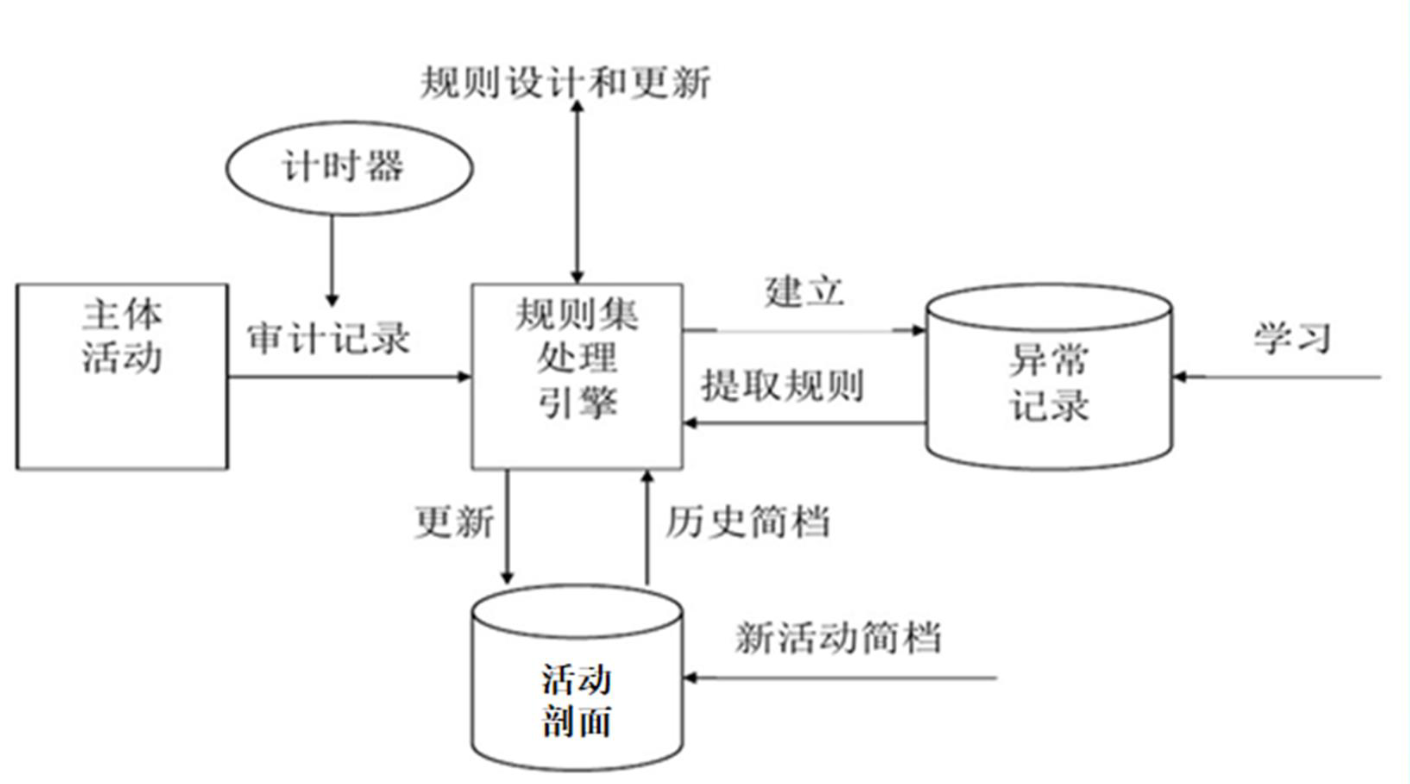 规则设计和更新
计时器
主体
活动
审计记录
规则集
处理
引擎
建立
提取规则
异常
记录
学习
更新
历史简档
新活动简档
活动
剖面